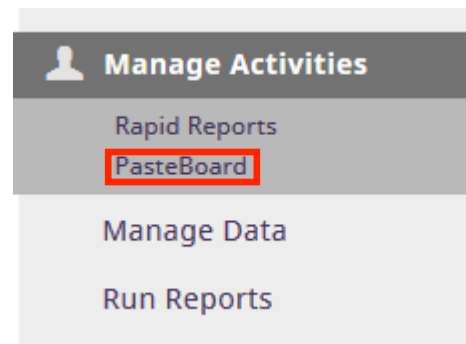 Manage Activities
Rapid Reports
PasteBoard
Manage Data
Run Reports